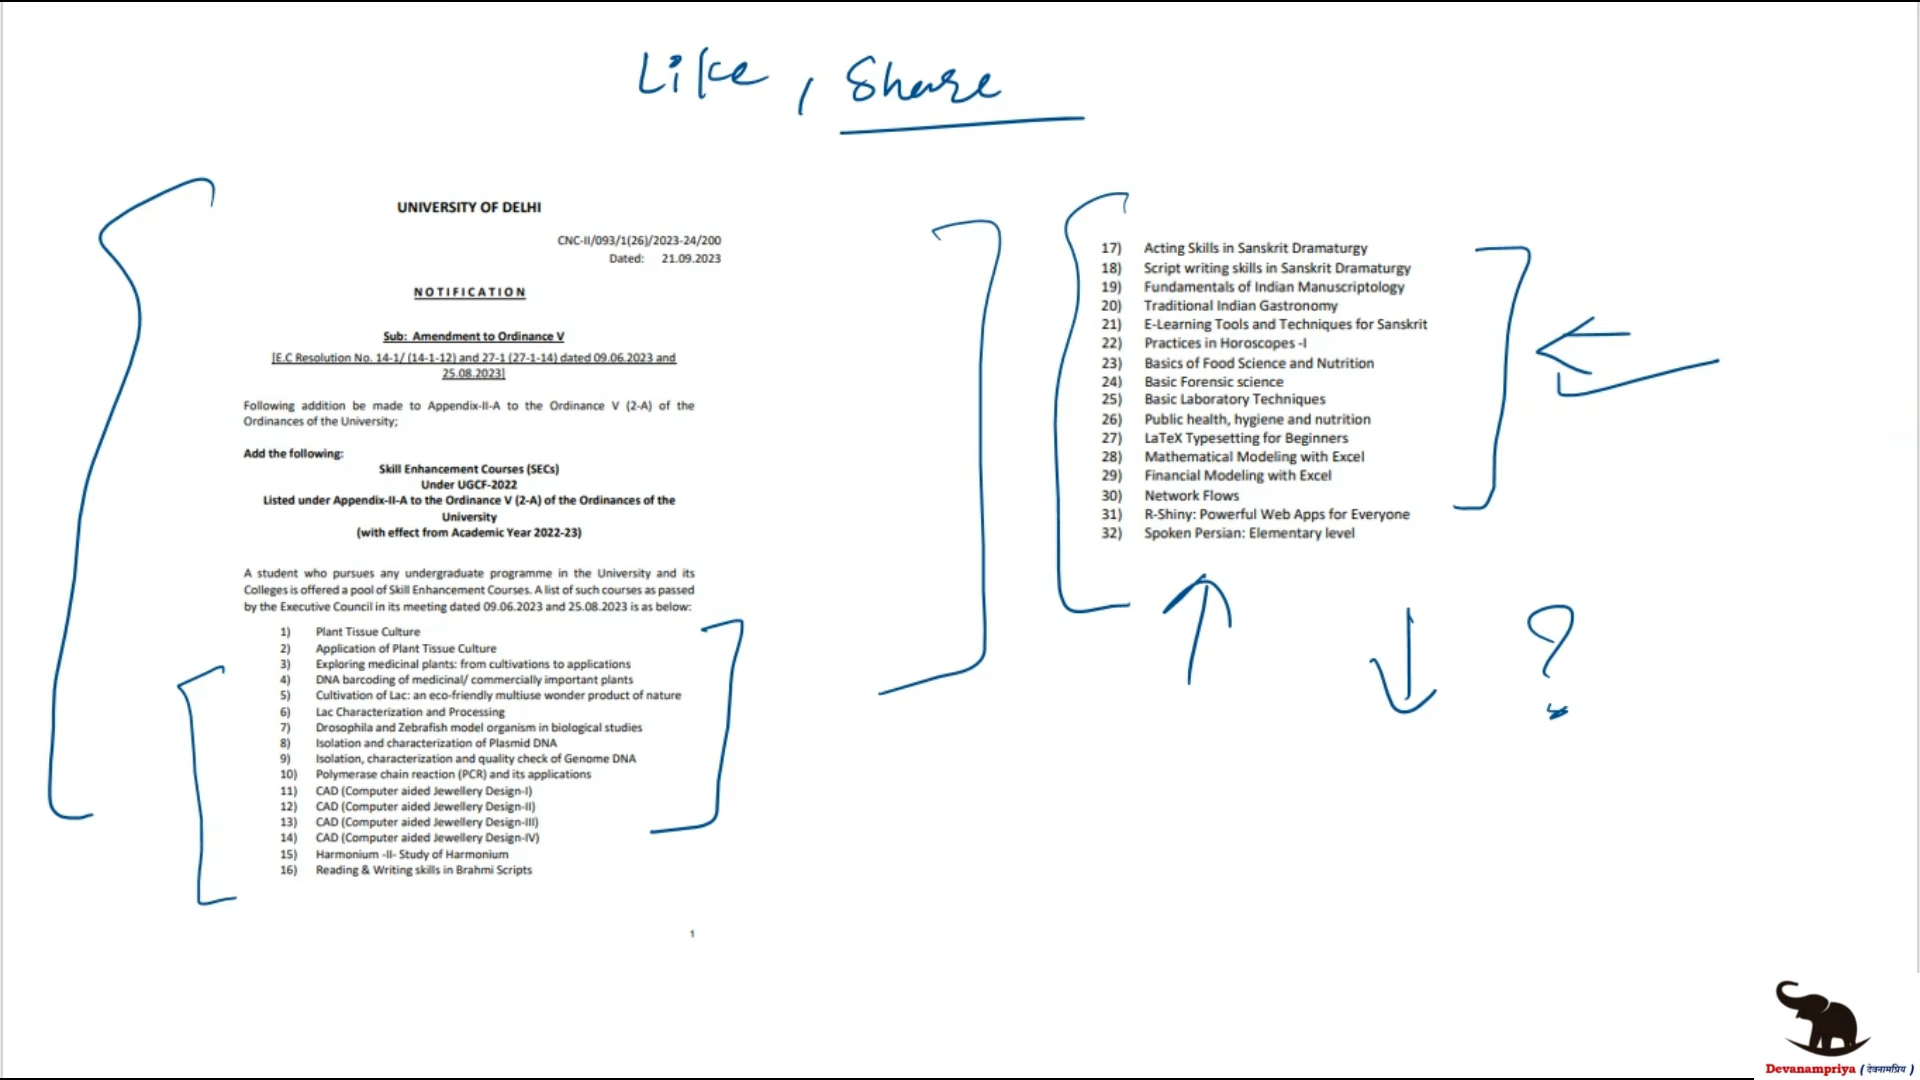 Like, Share
UNIVERSITY OF DELHI
CNC-II/093/1(26)/2023-24/200
Dated: 21.09.2023
NOTIFICATION
Sub: Amendment to Ordinance V
[E.C Resolution No. 14-1/ (14-1-12) and 27-1 (27-1-14) dated 09.06.2023 and
25.08.2023]
Following addition be made to Appendix-II-A to the Ordinance V (2-A) of the
Ordinances of the University;
Add the following:
Skill Enhancement Courses (SECs)
Under UGCF-2022
Listed under Appendix-II-A to the Ordinance V (2-A) of the Ordinances of the
University
(with effect from Academic Year 2022-23)
A student who pursues any undergraduate programme in the University and its
Colleges is offered a pool of Skill Enhancement Courses. A list of such courses as passed
by the Executive Council in its meeting dated 09.06.2023 and 25.08.2023 is as below:
1) Plant Tissue Culture
2) Application of Plant Tissue Culture
3) Exploring medicinal plants: from cultivations to applications
4) DNA barcoding of medicinal/ commercially important plants
5) Cultivation of Lac: an eco-friendly multiuse wonder product of nature
6) Lac Characterization and Processing
7) Drosophila and Zebrafish model organism in biological studies
8) Isolation and characterization of Plasmid DNA
9) Isolation, characterization and quality check of Genome DNA
10) Polymerase chain reaction (PCR) and its applications
11) CAD (Computer aided Jewellery Design-I)
12) CAD (Computer aided Jewellery Design-II)
13) CAD (Computer aided Jewellery Design-III)
14) CAD (Computer aided Jewellery Design-IV)
15) Harmonium -II- Study of Harmonium
16) Reading & Writing skills in Brahmi Scripts
1
17) Acting Skills in Sanskrit Dramaturgy
18) Script writing skills in Sanskrit Dramaturgy
19) Fundamentals of Indian Manuscriptology
20) Traditional Indian Gastronomy
21) E-Learning Tools and Techniques for Sanskrit
22) Practices in Horoscopes -I
23) Basics of Food Science and Nutrition
24) Basic Forensic science
25) Basic Laboratory Techniques
26) Public health, hygiene and nutrition
27) LaTeX Typesetting for Beginners
28) Mathematical Modeling with Excel
29) Financial Modeling with Excel
30) Network Flows
31) R-Shiny: Powerful Web Apps for Everyone
32) Spoken Persian: Elementary level
?
Devanampriya (देवनामप्रिय)